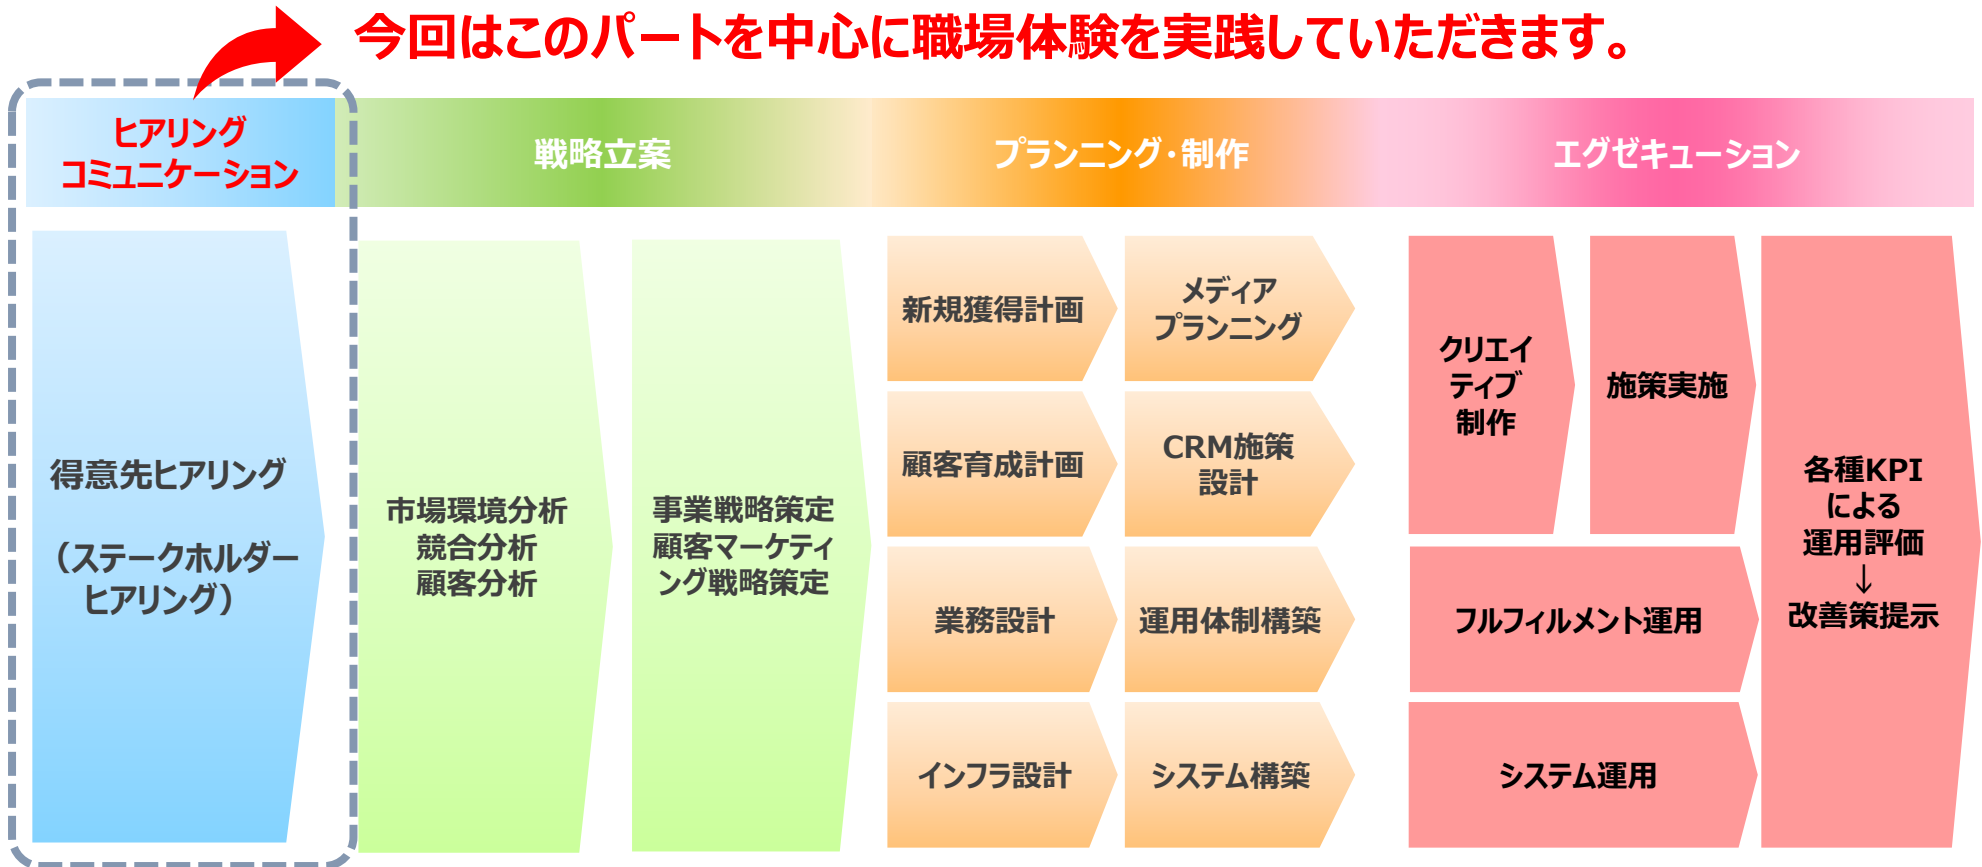 今回はこのパートを中心に職場体験を実践していただきます。
ヒアリング
コミュニケーション
戦略立案
プランニング・制作
エグゼキューション
得意先ヒアリング
（ステークホルダー
ヒアリング）
市場環境分析
競合分析
顧客分析
事業戦略策定
顧客マーケティ
ング戦略策定
新規獲得計画
メディア
プランニング
顧客育成計画
CRM施策
設計
業務設計
運用体制構築
インフラ設計
システム構築
クリエイ
ティブ
制作
施策実施
フルフィルメント運用
システム運用
各種KPI
による
運用評価
↓
改善策提示